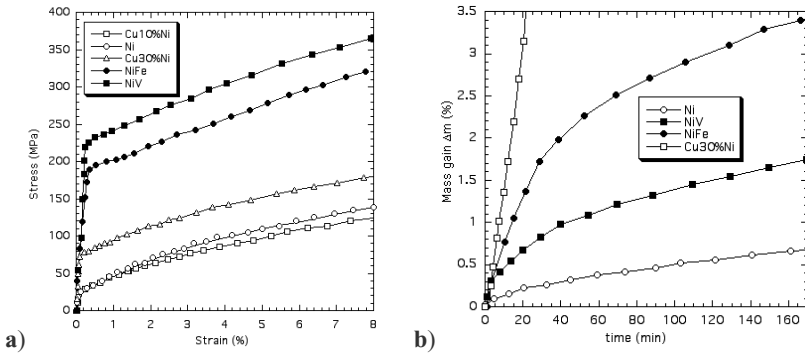 400
350
300
250
200
150
100
50
0
Stress (MPa)
Cu10%Ni
Ni
Cu30%Ni
NiFe
NiV
0 1 2 3 4 5 6 7 8
Strain (%)
a)
3.5
3
2.5
2
1.5
1
0.5
0
Mass gain Δm (%)
Ni
NiV
NiFe
Cu30%Ni
0 20 40 60 80 100 120 140 160
time (min)
b)